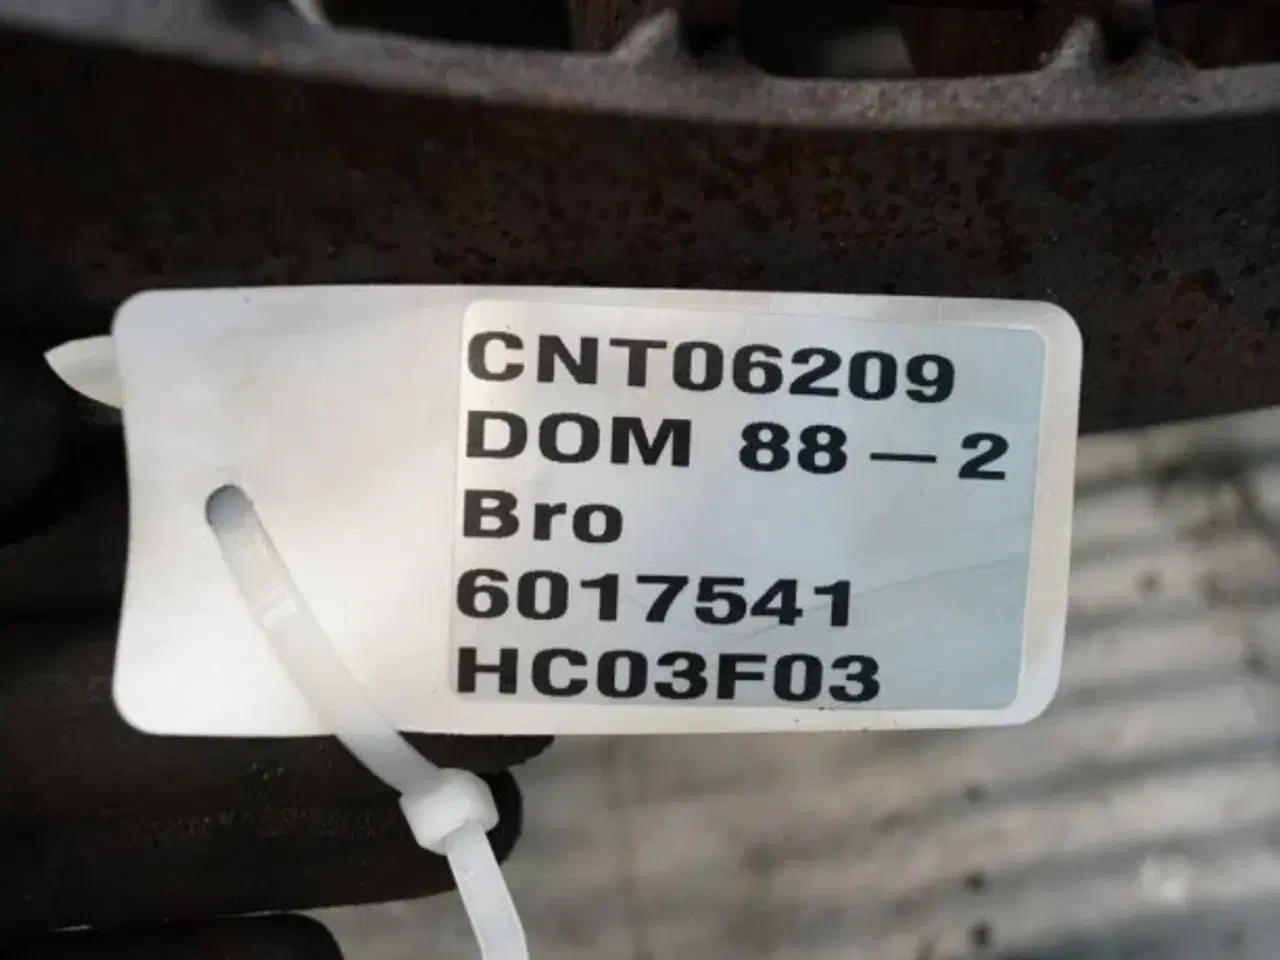 CNT06209
DOM 88-2
Bro
6017541
HC03F03